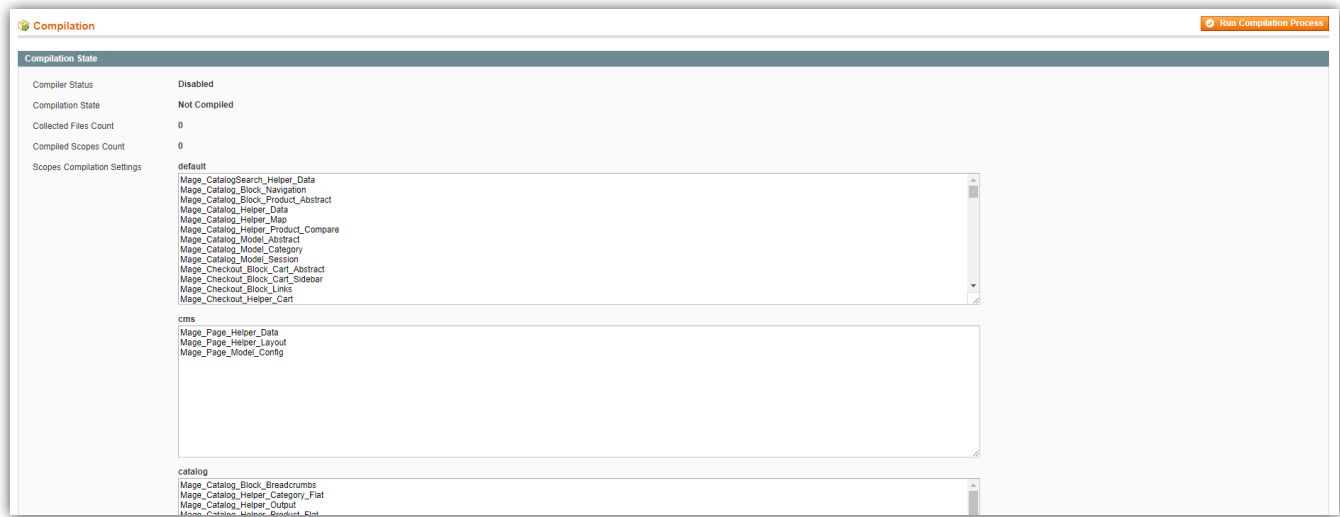 Compilation
Run Compilation Process
Compilation State
Compiler Status Disabled
Compilation State Not Compiled
Collected Files Count 0
Compiled Scopes Count 0
Scopes Compilation Settings default
Mage_CatalogSearch_Helper_Data
Mage_Catalog_Block_Navigation
Mage_Catalog_Block_Product_Abstract
Mage_Catalog_Helper_Data
Mage_Catalog_Helper_Map
Mage_Catalog_Helper_Product_Compare
Mage_Catalog_Model_Abstract
Mage_Catalog_Model_Category
Mage_Catalog_Model_Session
Mage_Checkout_Block_Cart_Abstract
Mage_Checkout_Block_Cart_Sidebar
Mage_Checkout_Block_Links
Mage_Checkout_Helper_Cart
cms
Mage_Page_Helper_Data
Mage_Page_Helper_Layout
Mage_Page_Model_Config
catalog
Mage_Catalog_Block_Breadcrumbs
Mage_Catalog_Helper_Category_Flat
Mage_Catalog_Helper_Output
Mage_Catalog_Helper_Product_Flat